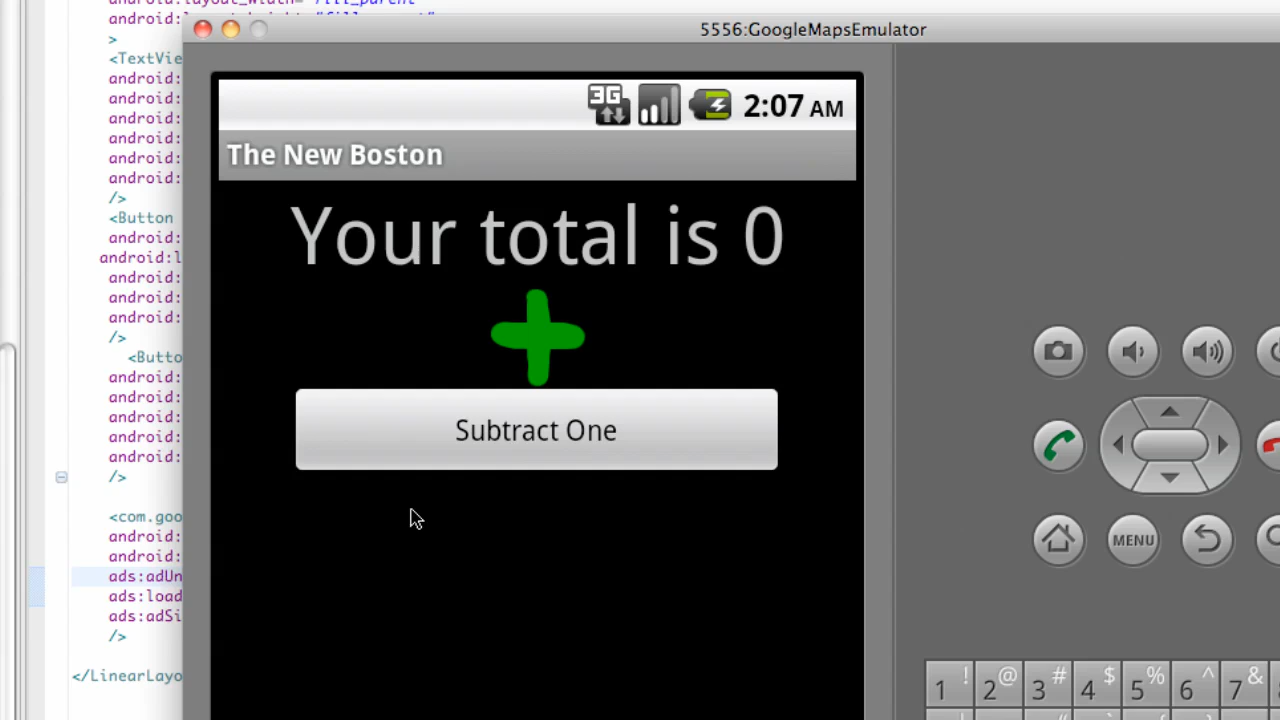 android:layout_width="fill_parent"
android:
>
<TextVie
android:
android:
android:
android:
android:
android:
/>
<Button
android:
android:l
android:
android:
android:
/>
<Butto
android:
android:
android:
android:
android:
/>
<com.goo
android:
android:
ads:adUn
ads:load
ads:adSi
/>
</LinearLayo
5556:GoogleMapsEmulator
3G
2:07 AM
The New Boston
Your total is 0
Subtract One
MENU
1 ! 2 @ 3 # 4 $ 5 % 6 ^ 7 &